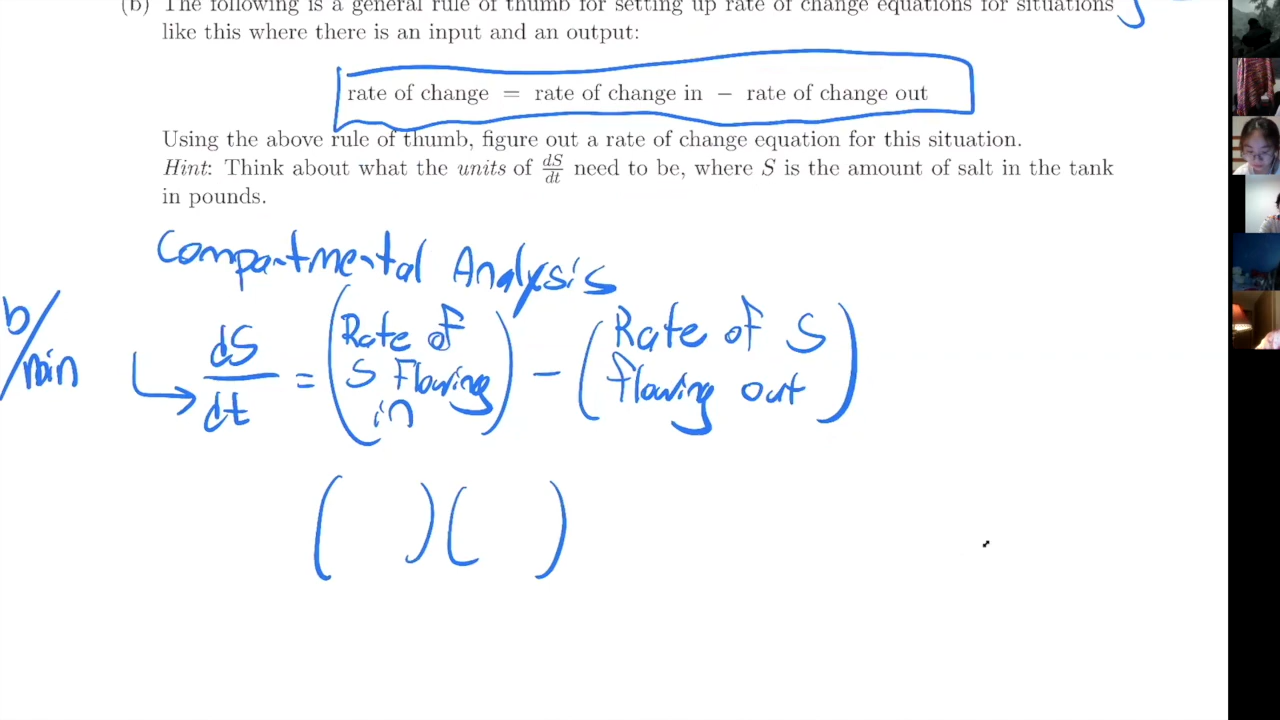 (b) The following is a general rule of thumb for setting up rate of change equations for situations
like this where there is an input and an output:
rate of change = rate of change in − rate of change out
Using the above rule of thumb, figure out a rate of change equation for this situation.
Hint: Think about what the units of dS/dt need to be, where S is the amount of salt in the tank
in pounds.
Compartmental Analysis
b/min → dS/dt = (Rate of S Flowing in) − (Rate of S flowing out)
( )( )